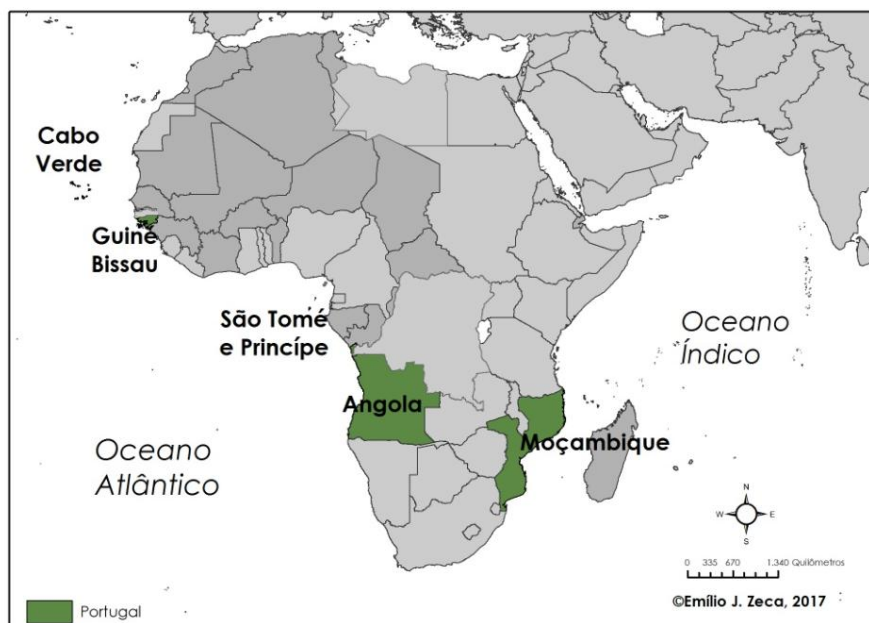 Cabo
Verde
Guiné
Bissau
São Tomé
e Princípe
Angola
Moçambique
Oceano
Índico
Oceano
Atlântico
N
W E
S
0 335 670 1.340 Quilômetros
©Emílio J. Zeca, 2017
Portugal